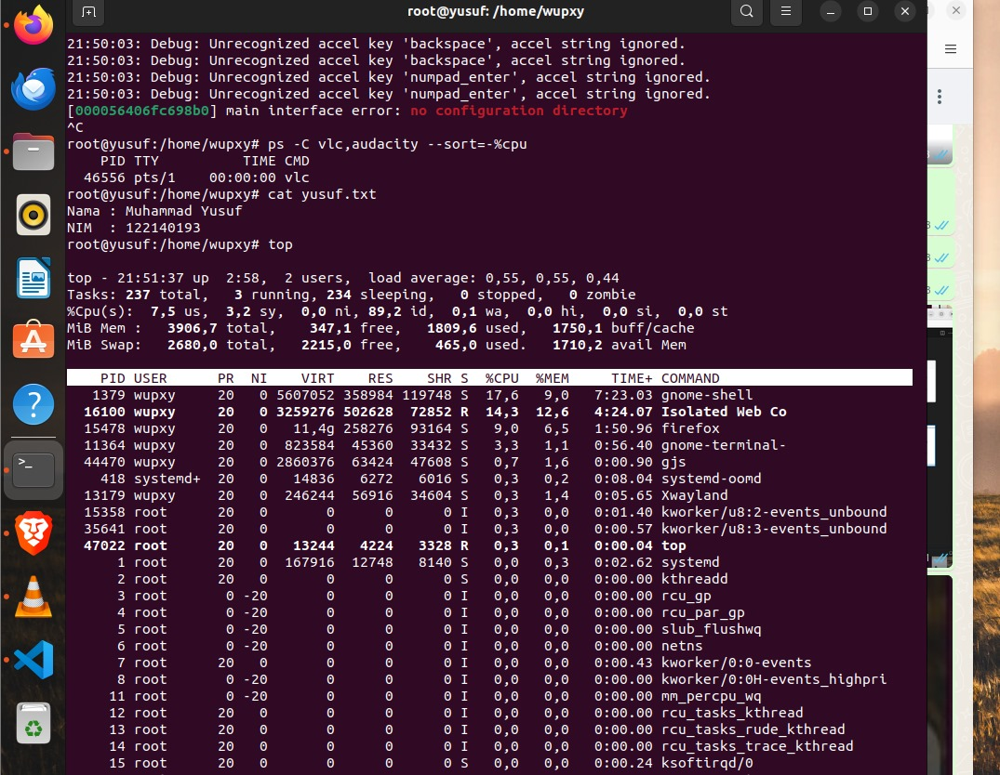 root@yusuf: /home/wupxy
21:50:03: Debug: Unrecognized accel key 'backspace', accel string ignored.
21:50:03: Debug: Unrecognized accel key 'backspace', accel string ignored.
21:50:03: Debug: Unrecognized accel key 'numpad_enter', accel string ignored.
21:50:03: Debug: Unrecognized accel key 'numpad_enter', accel string ignored.
[000056406fc698b0] main interface error: no configuration directory
^C
root@yusuf:/home/wupxy# ps -C vlc,audacity --sort=-%cpu
    PID TTY          TIME CMD
  46556 pts/1    00:00:00 vlc
root@yusuf:/home/wupxy# cat yusuf.txt
Nama : Muhammad Yusuf
NIM  : 122140193
root@yusuf:/home/wupxy# top
top - 21:51:37 up  2:58,  2 users,  load average: 0,55, 0,55, 0,44
Tasks: 237 total,   3 running, 234 sleeping,   0 stopped,   0 zombie
%Cpu(s):  7,5 us,  3,2 sy,  0,0 ni, 89,2 id,  0,1 wa,  0,0 hi,  0,0 si,  0,0 st
MiB Mem :   3906,7 total,    347,1 free,   1809,6 used,   1750,1 buff/cache
MiB Swap:   2680,0 total,   2215,0 free,    465,0 used.   1710,2 avail Mem
    PID USER      PR  NI    VIRT    RES    SHR S  %CPU  %MEM     TIME+ COMMAND
   1379 wupxy     20   0 5607052 358984 119748 S  17,6   9,0   7:23.03 gnome-shell
  16100 wupxy     20   0 3259276 502628  72852 R  14,3  12,6   4:24.07 Isolated Web Co
  15478 wupxy     20   0   11,4g 258276  93164 S   9,0   6,5   1:50.96 firefox
  11364 wupxy     20   0  823584  45360  33432 S   3,3   1,1   0:56.40 gnome-terminal-
  44470 wupxy     20   0 2860376  63424  47608 S   0,7   1,6   0:00.90 gjs
    418 systemd+  20   0   14836   6272   6016 S   0,3   0,2   0:08.04 systemd-oomd
  13179 wupxy     20   0  246244  56916  34604 S   0,3   1,4   0:05.65 Xwayland
  15358 root      20   0       0      0      0 I   0,3   0,0   0:01.40 kworker/u8:2-events_unbound
  35641 root      20   0       0      0      0 I   0,3   0,0   0:00.57 kworker/u8:3-events_unbound
  47022 root      20   0   13244   4224   3328 R   0,3   0,1   0:00.04 top
      1 root      20   0  167916  12748   8140 S   0,0   0,3   0:02.62 systemd
      2 root      20   0       0      0      0 S   0,0   0,0   0:00.00 kthreadd
      3 root       0 -20       0      0      0 I   0,0   0,0   0:00.00 rcu_gp
      4 root       0 -20       0      0      0 I   0,0   0,0   0:00.00 rcu_par_gp
      5 root       0 -20       0      0      0 I   0,0   0,0   0:00.00 slub_flushwq
      6 root       0 -20       0      0      0 I   0,0   0,0   0:00.00 netns
      7 root      20   0       0      0      0 I   0,0   0,0   0:00.43 kworker/0:0-events
      8 root       0 -20       0      0      0 I   0,0   0,0   0:00.00 kworker/0:0H-events_highpri
     11 root       0 -20       0      0      0 I   0,0   0,0   0:00.00 mm_percpu_wq
     12 root      20   0       0      0      0 I   0,0   0,0   0:00.00 rcu_tasks_kthread
     13 root      20   0       0      0      0 I   0,0   0,0   0:00.00 rcu_tasks_rude_kthread
     14 root      20   0       0      0      0 I   0,0   0,0   0:00.00 rcu_tasks_trace_kthread
     15 root      20   0       0      0      0 S   0,0   0,0   0:00.24 ksoftirqd/0